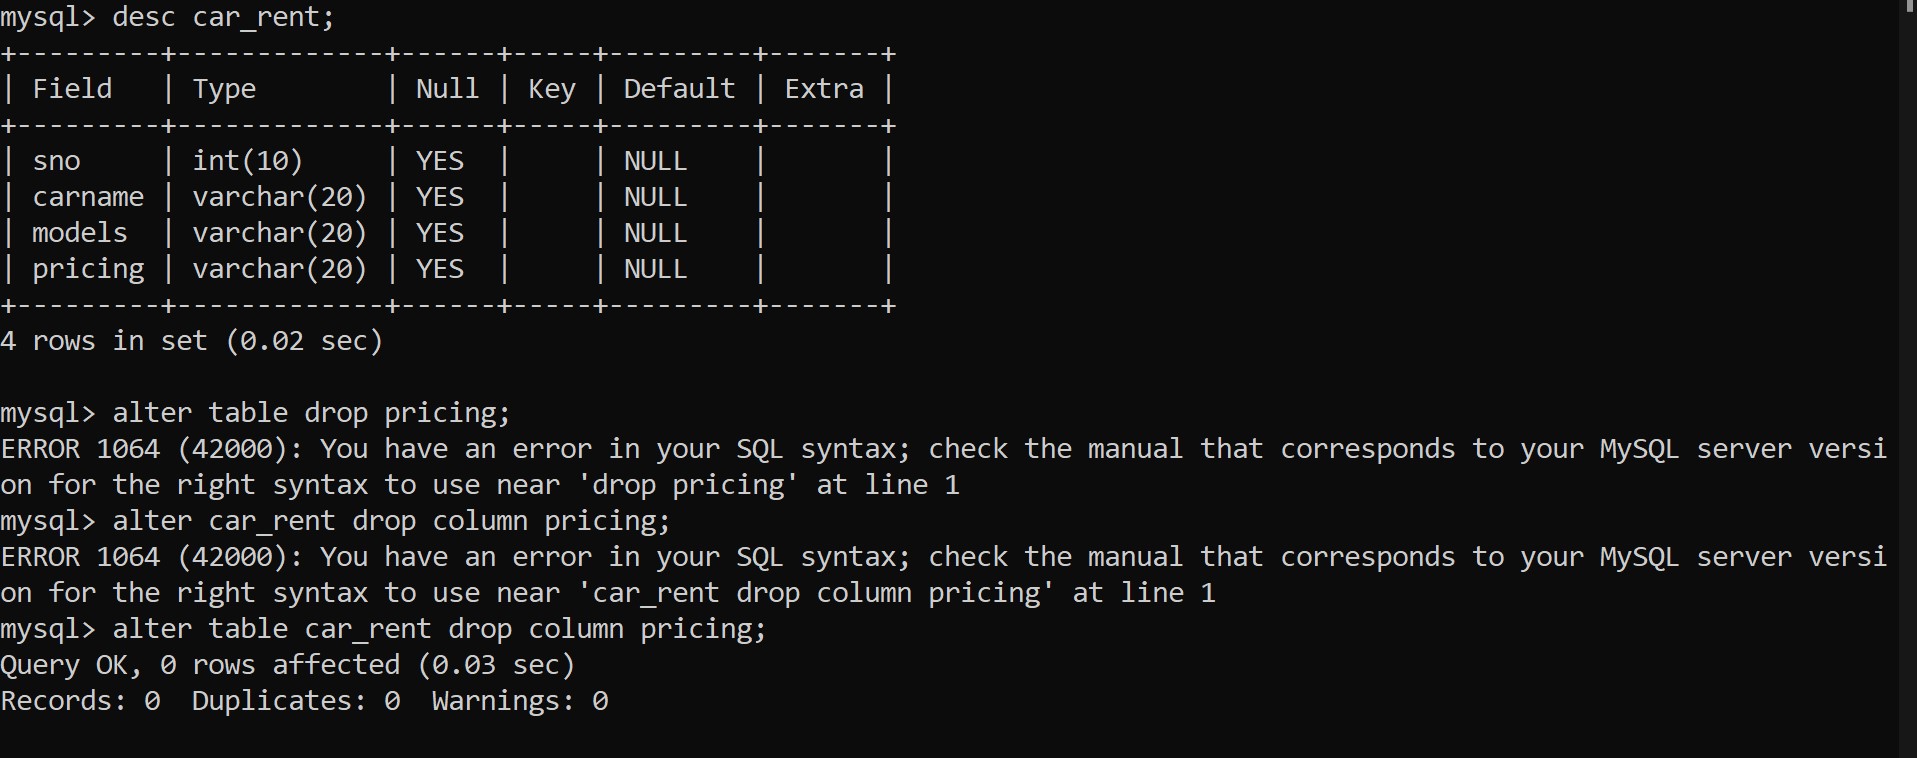 mysql> desc car_rent;
+---------+-------------+------+-----+---------+-------+
| Field   | Type        | Null | Key | Default | Extra |
+---------+-------------+------+-----+---------+-------+
| sno     | int(10)     | YES  |     | NULL    |       |
| carname | varchar(20) | YES  |     | NULL    |       |
| models  | varchar(20) | YES  |     | NULL    |       |
| pricing | varchar(20) | YES  |     | NULL    |       |
+---------+-------------+------+-----+---------+-------+
4 rows in set (0.02 sec)

mysql> alter table drop pricing;
ERROR 1064 (42000): You have an error in your SQL syntax; check the manual that corresponds to your MySQL server versi
on for the right syntax to use near 'drop pricing' at line 1
mysql> alter car_rent drop column pricing;
ERROR 1064 (42000): You have an error in your SQL syntax; check the manual that corresponds to your MySQL server versi
on for the right syntax to use near 'car_rent drop column pricing' at line 1
mysql> alter table car_rent drop column pricing;
Query OK, 0 rows affected (0.03 sec)
Records: 0  Duplicates: 0  Warnings: 0